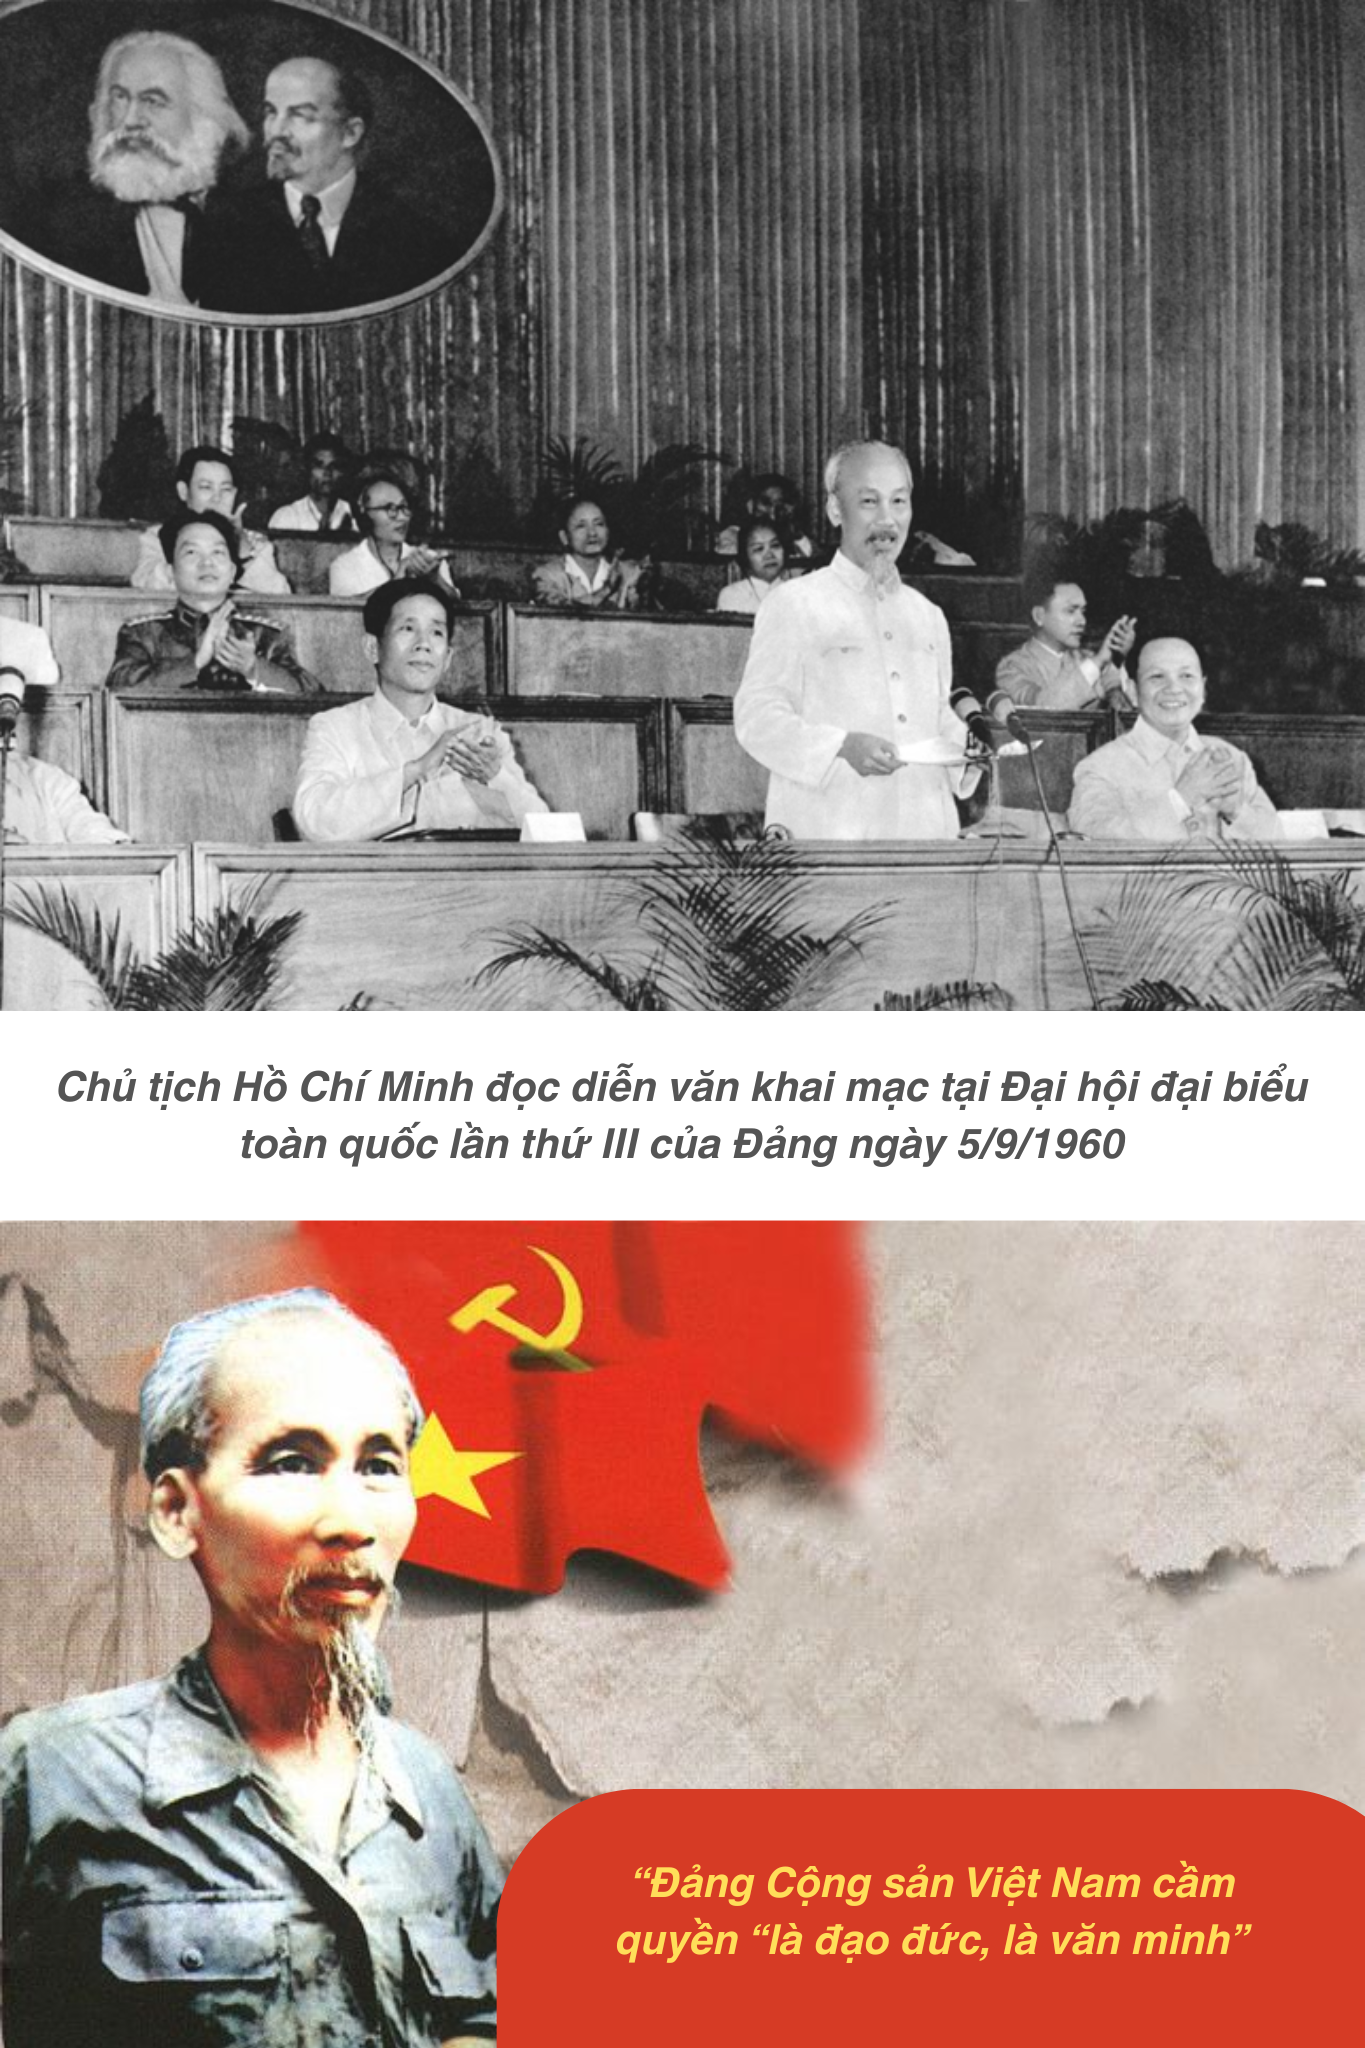 Chủ tịch Hồ Chí Minh đọc diễn văn khai mạc tại Đại hội đại biểu
toàn quốc lần thứ III của Đảng ngày 5/9/1960
“Đảng Cộng sản Việt Nam cầm
quyền “là đạo đức, là văn minh”